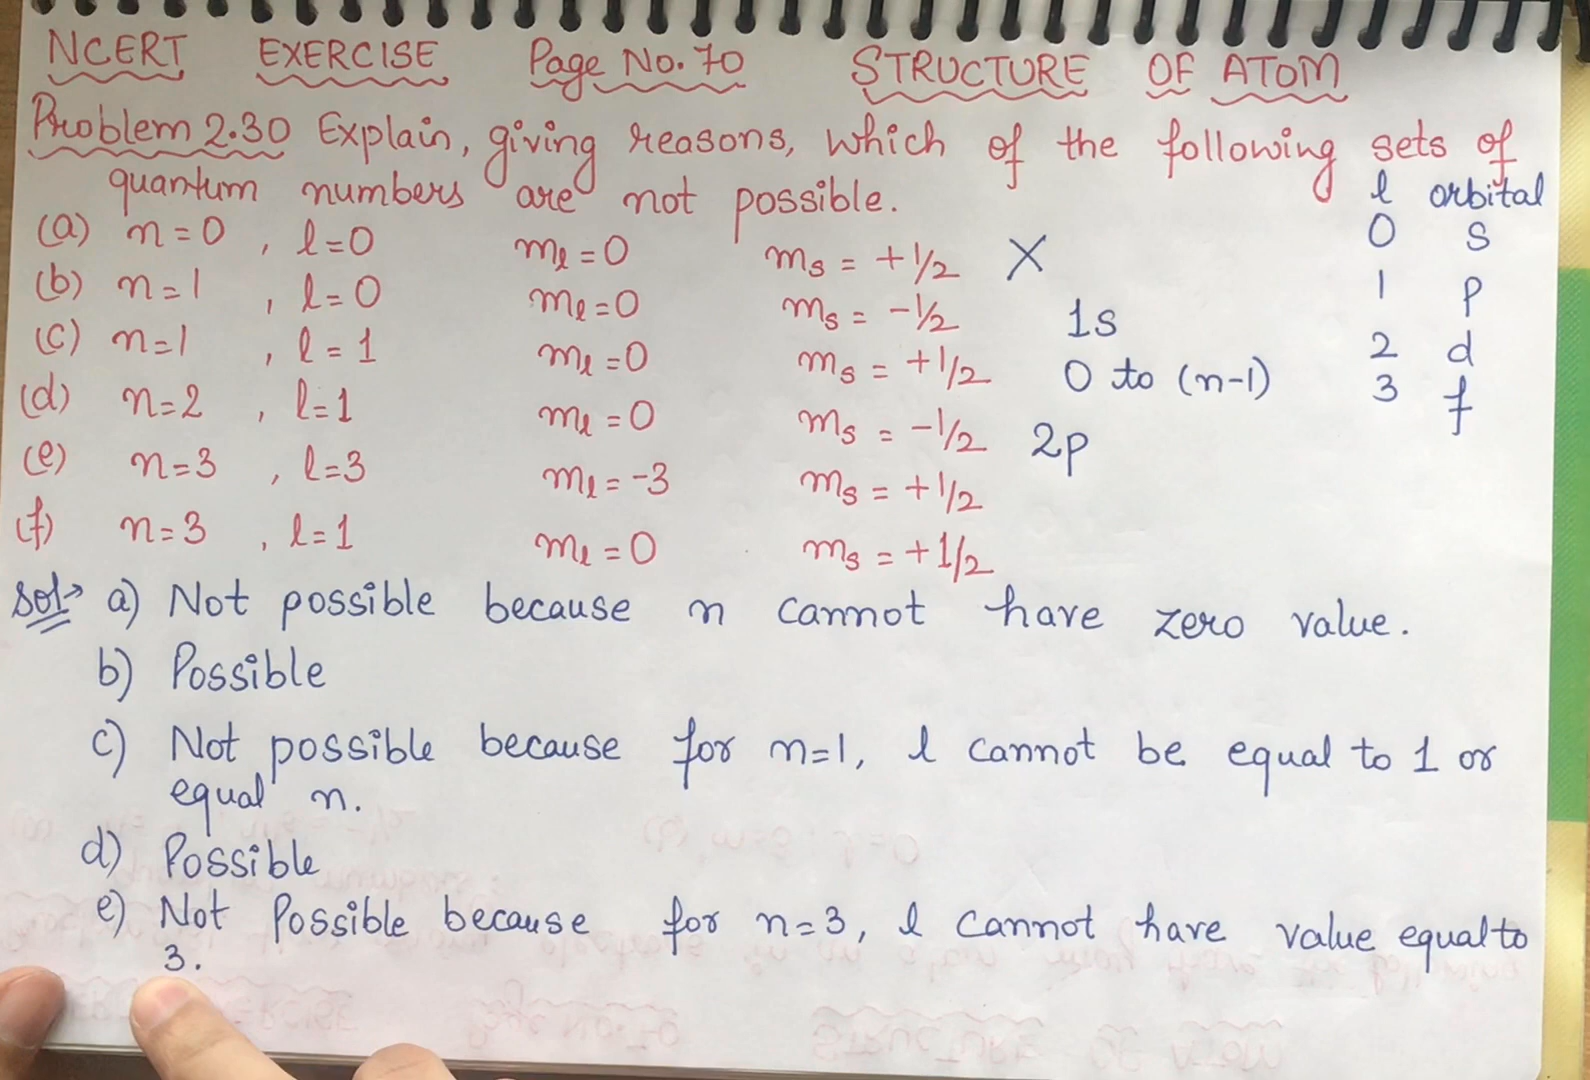 NCERT EXERCISE Page No. 70 STRUCTURE OF ATOM
Problem 2.30 Explain, giving reasons, which of the following sets of
quantum numbers are not possible.
l orbital
(a) n=0 , l=0 ml=0 ms = +1/2 X
0 s
(b) n=1 , l=0 ml=0 ms = -1/2 1s
1 p
(c) n=1 , l=1 ml=0 ms = +1/2 0 to (n-1)
2 d
(d) n=2 , l=1 ml=0 ms = -1/2 2p
3 f
(e) n=3 , l=3 ml=-3 ms = +1/2
(f) n=3 , l=1 ml=0 ms = +1/2
Sol→ a) Not possible because n cannot have zero value.
b) Possible
c) Not possible because for n=1, l cannot be equal to 1 or
equal n.
d) Possible
e) Not Possible because for n=3, l cannot have value equal to
3.